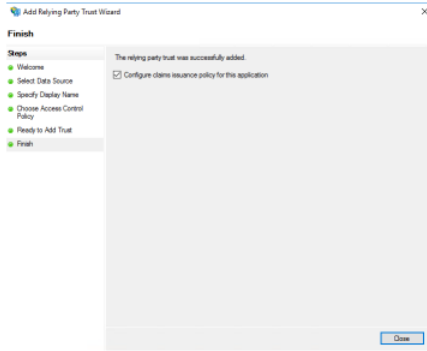 Add Relying Party Trust Wizard
Finish
Steps
Welcome
Select Data Source
Specify Display Name
Choose Access Control
Policy
Ready to Add Trust
Finish
The relying party trust was successfully added.
Configure claims issuance policy for this application
Close